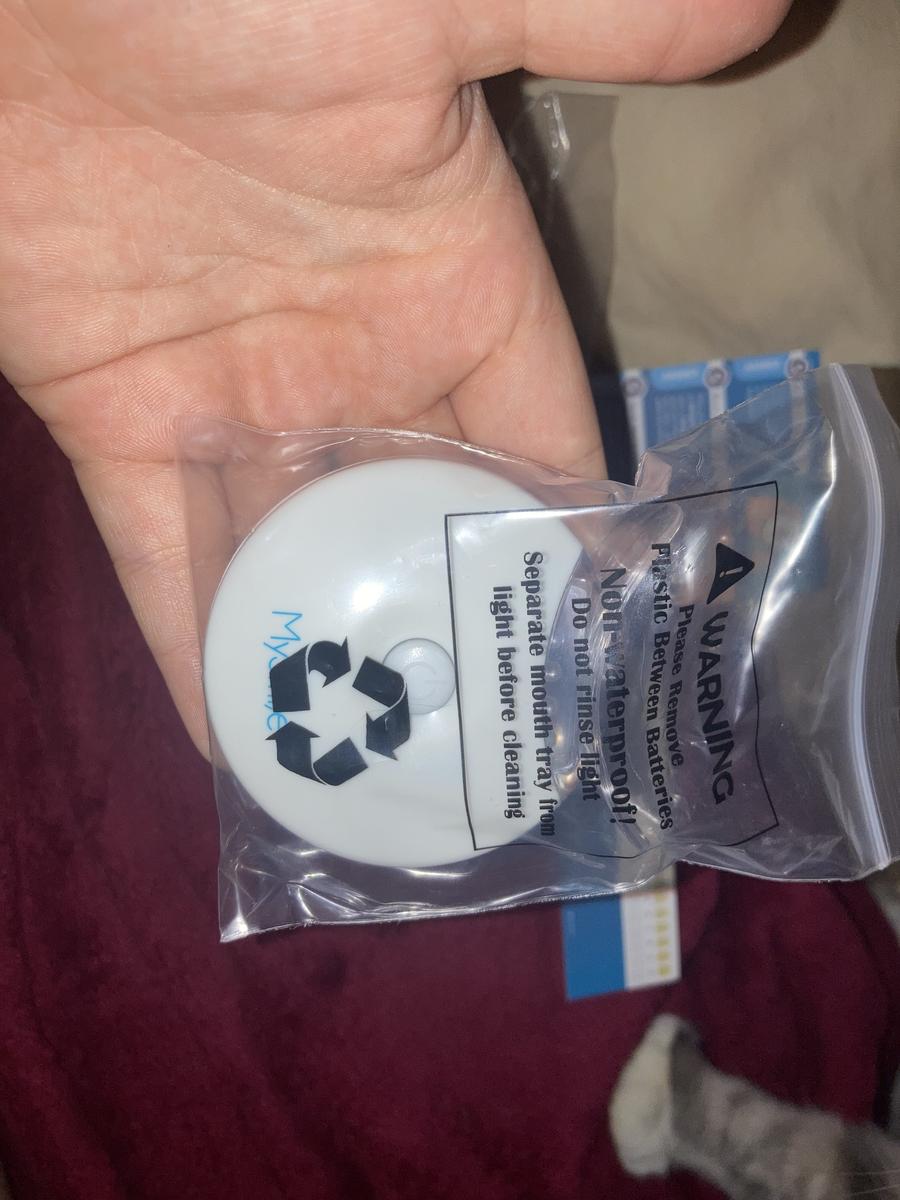 WARNING
Please Remove
Plastic Between Batteries
Non-waterproof!
Do not rinse light
Separate mouth tray from
light before cleaning